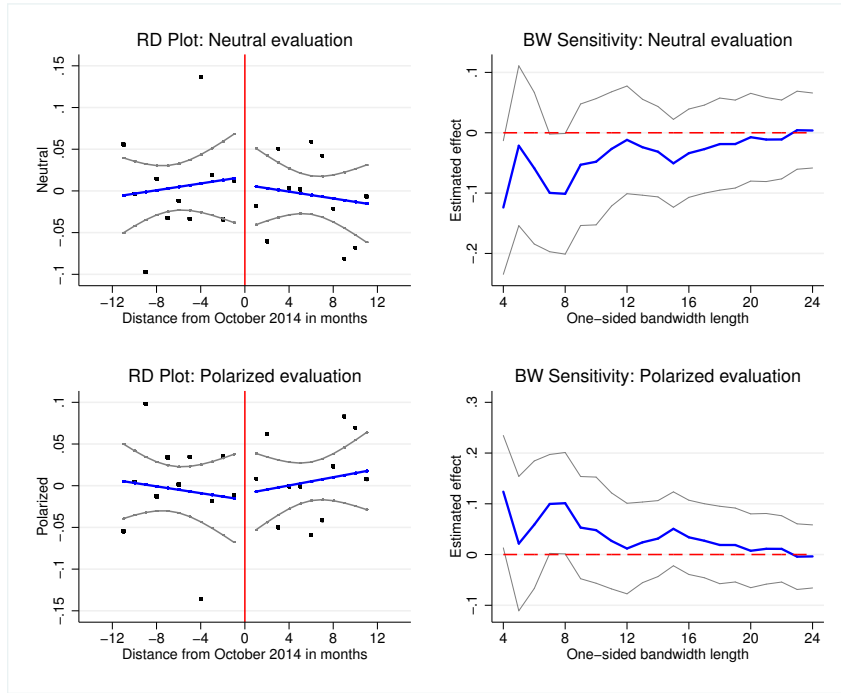 RD Plot: Neutral evaluation
.15
.1
.05
0
−.05
−.1
Neutral
−12 −8 −4 0 4 8 12
Distance from October 2014 in months
BW Sensitivity: Neutral evaluation
.1
0
−.1
−.2
Estimated effect
4 8 12 16 20 24
One−sided bandwidth length
RD Plot: Polarized evaluation
.1
.05
0
−.05
−.1
−.15
Polarized
−12 −8 −4 0 4 8 12
Distance from October 2014 in months
BW Sensitivity: Polarized evaluation
.3
.2
.1
0
−.1
Estimated effect
4 8 12 16 20 24
One−sided bandwidth length